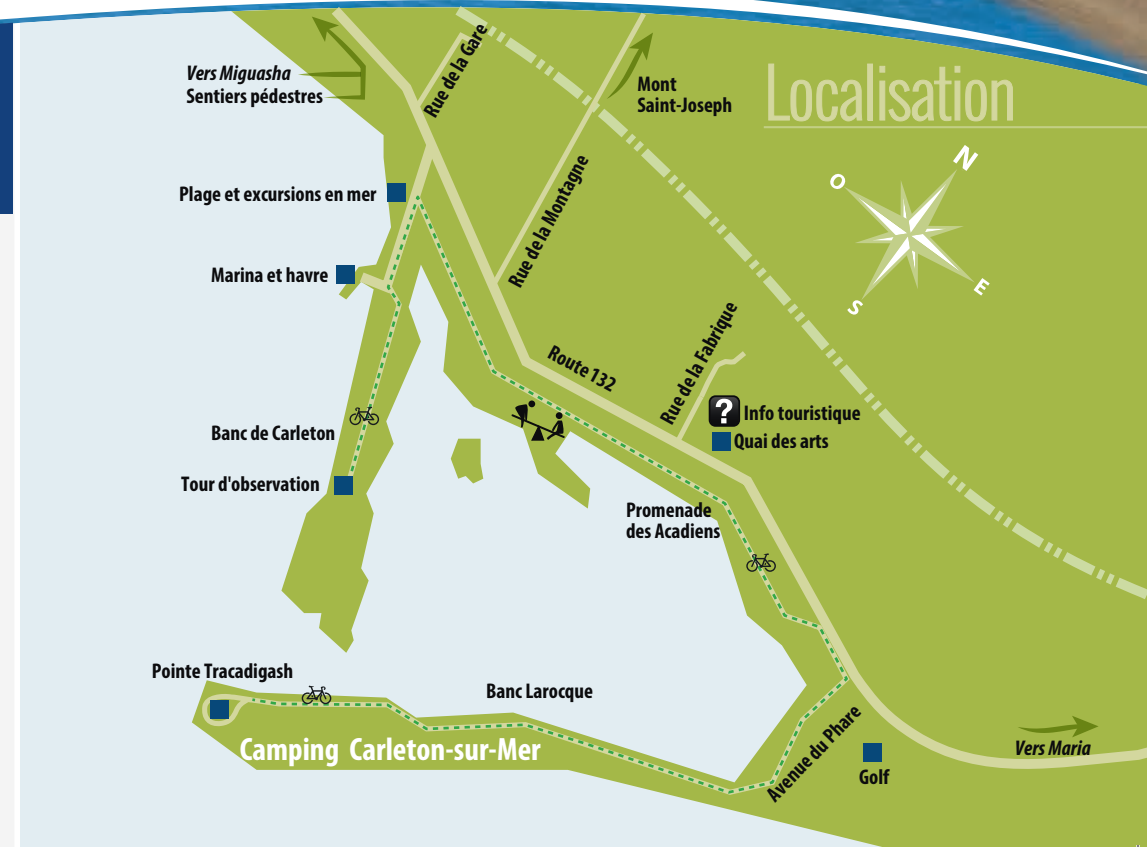 Localisation
Vers Miguasha
Sentiers pédestres
Rue de la Gare
Mont
Saint-Joseph
N
O
E
S
Plage et excursions en mer
Rue de la Montagne
Marina et havre
Route 132
Rue de la Fabrique
? Info touristique
Quai des arts
Banc de Carleton
Tour d'observation
Promenade
des Acadiens
Pointe Tracadigash
Banc Larocque
Camping Carleton-sur-Mer
Avenue du Phare
Golf
Vers Maria